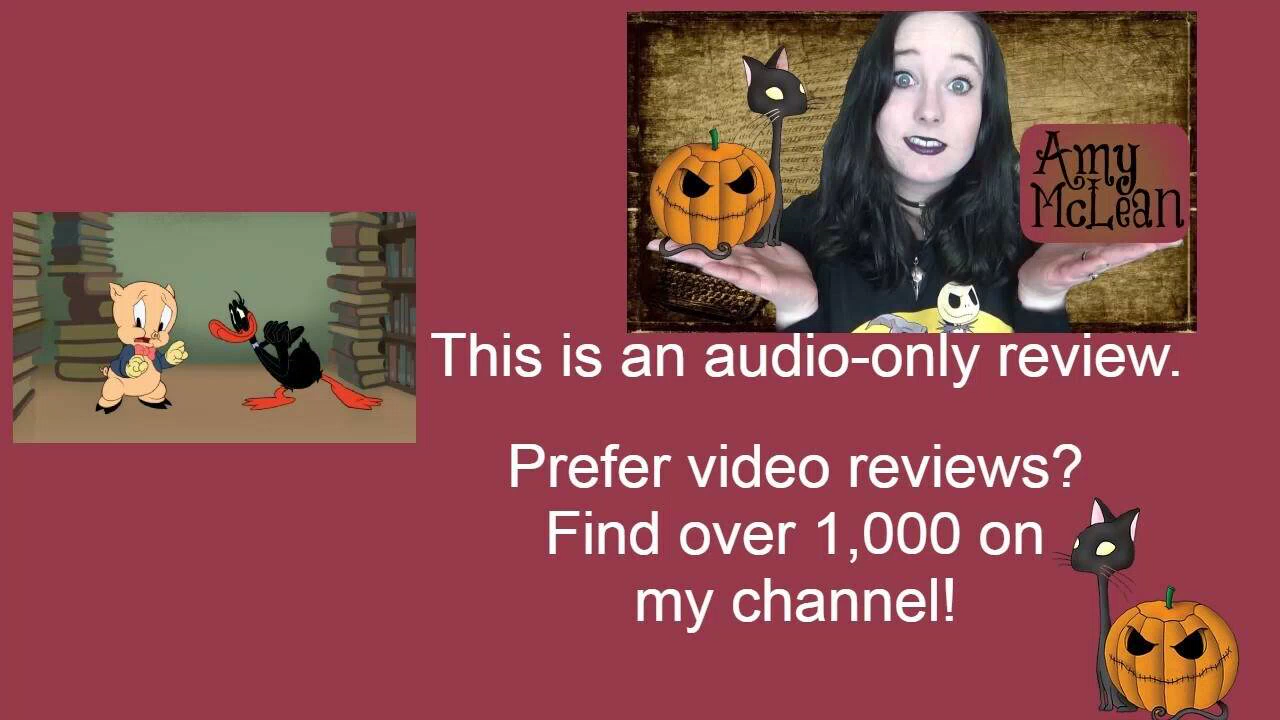 Amy
McLean
This is an audio-only review.
Prefer video reviews?
Find over 1,000 on
my channel!